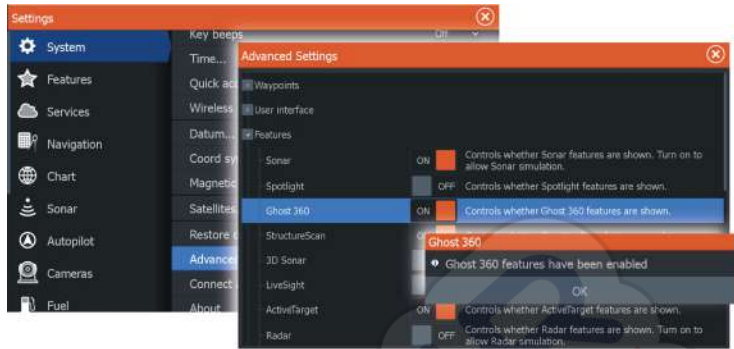 Settings
System
Features
Services
Navigation
Chart
Sonar
Autopilot
Cameras
Fuel
Key beeps
Off
Time...
Quick acc
Wireless
Datum...
Coord sy
Magnetic
Satellites
Restore
Advance
Connect
About
Advanced Settings
Waypoints
User interface
Features
Sonar ON Controls whether Sonar features are shown. Turn on to
allow Sonar simulation.
Spotlight OFF Controls whether Spotlight features are shown.
Ghost 360 ON Controls whether Ghost 360 features are shown.
StructureScan
3D Sonar
LiveSight
ActiveTarget ON Controls whether ActiveTarget features are shown.
Radar OFF Controls whether Radar features are shown. Turn on to
allow Radar simulation.
Ghost 360
Ghost 360 features have been enabled
OK